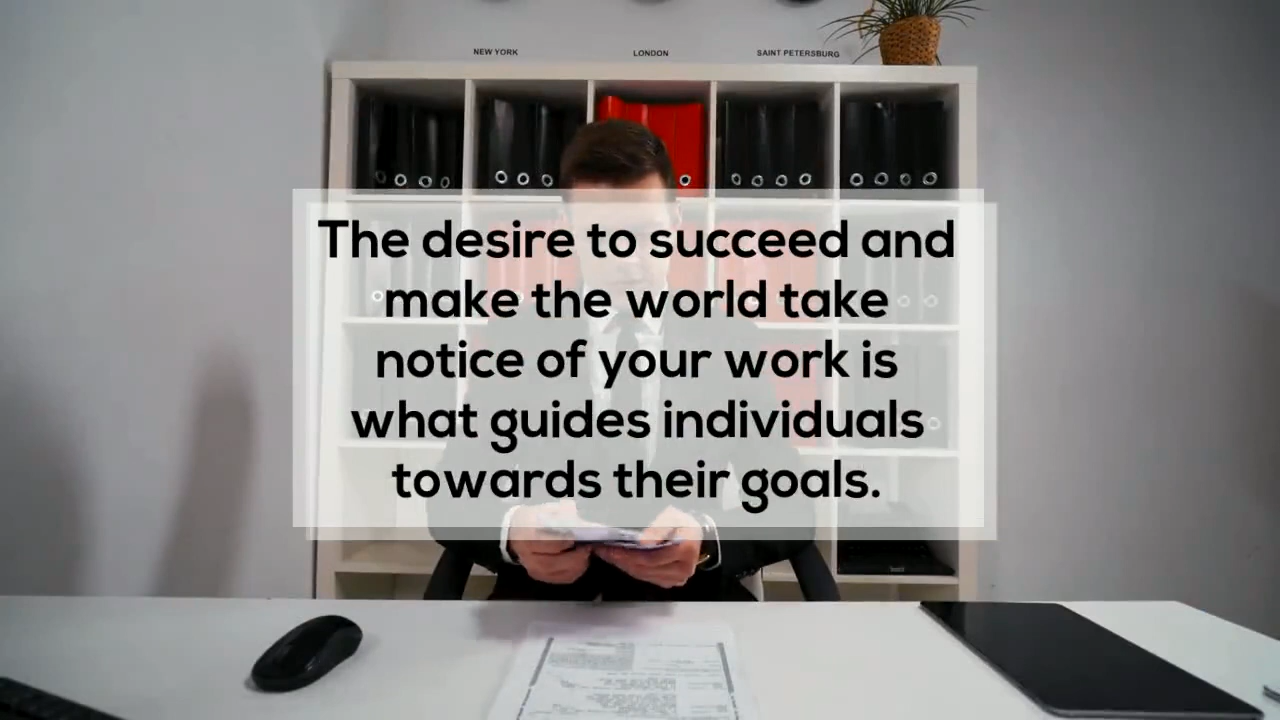 NEW YORK
LONDON
SAINT PETERSBURG
The desire to succeed and
make the world take
notice of your work is
what guides individuals
towards their goals.